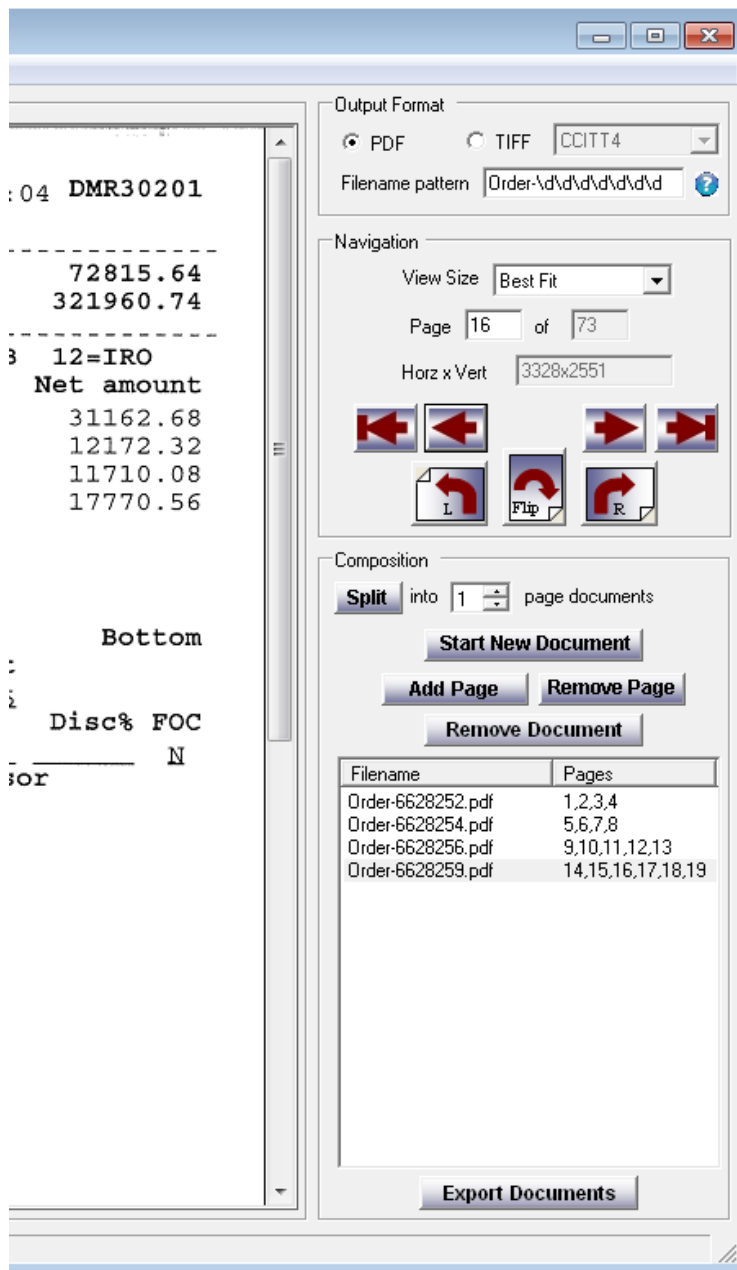 Output Format
PDF TIFF CCITT4
Filename pattern Order-\d\d\d\d\d\d\d
:04 DMR30201
72815.64
321960.74
12=IRO
Net amount
31162.68
12172.32
11710.08
17770.56
Bottom
Disc% FOC
N
sor
Navigation
View Size Best Fit
Page 16 of 73
Horz x Vert 3328x2551
L Flip R
Composition
Split into 1 page documents
Start New Document
Add Page Remove Page
Remove Document
Filename Pages
Order-6628252.pdf 1,2,3,4
Order-6628254.pdf 5,6,7,8
Order-6628256.pdf 9,10,11,12,13
Order-6628259.pdf 14,15,16,17,18,19
Export Documents